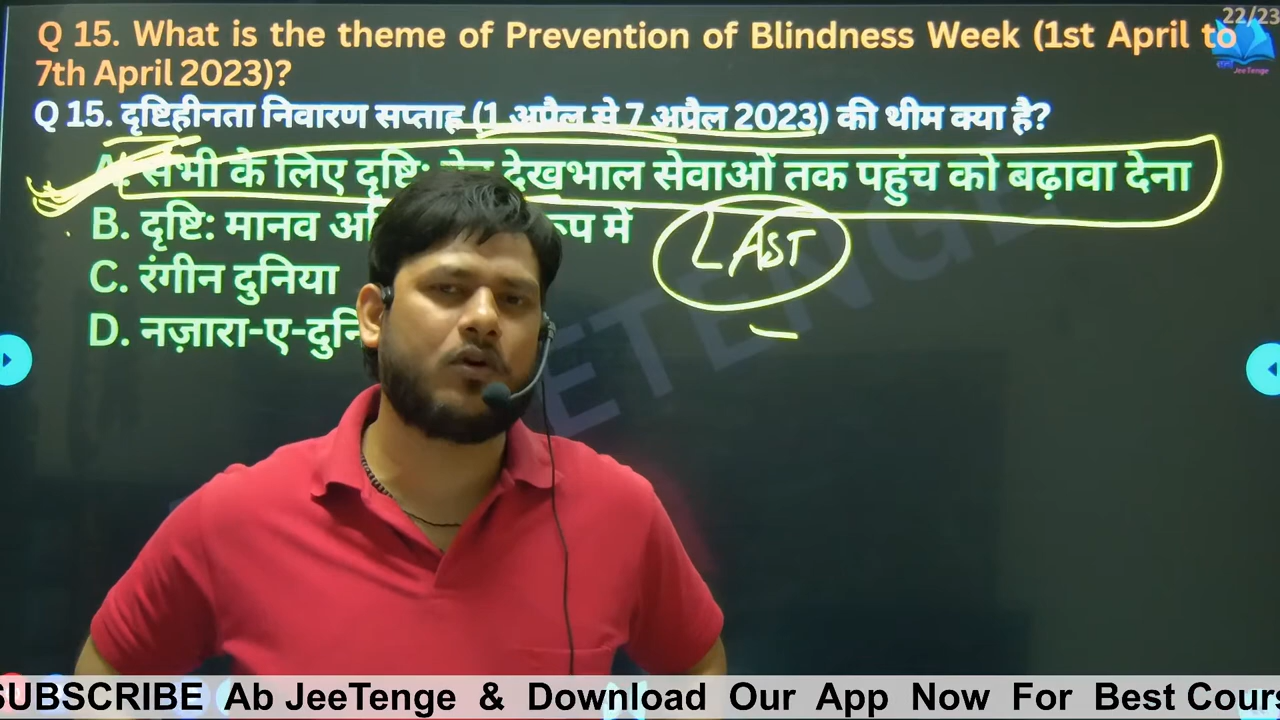 22/23
Q 15. What is the theme of Prevention of Blindness Week (1st April to
7th April 2023)?
JeeTenge
Q 15. दृष्टिहीनता निवारण सप्ताह (1 अप्रैल से 7 अप्रैल 2023) की थीम क्या है?
A. सभी के लिए दृष्टि: देखभाल सेवाओं तक पहुंच को बढ़ावा देना
B. दृष्टि: मानव रूप में
LAST
C. रंगीन दुनिया
D. नज़ारा-ए-
JEETENGE
SUBSCRIBE Ab JeeTenge & Download Our App Now For Best